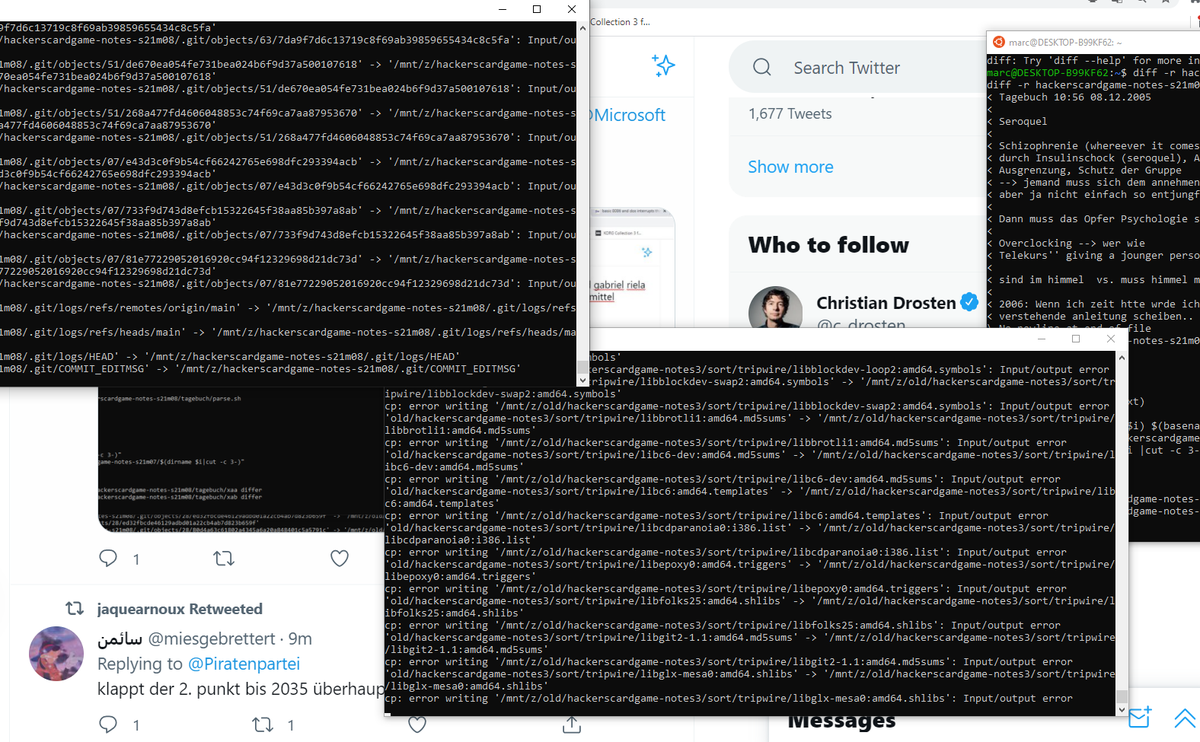 9f7d6c13719c8f69ab39859655434c8c5fa'
/hackerscardgame-notes-s21m08/.git/objects/63/7da9f7d6c13719c8f69ab39859655434c8c5fa': Input/ou
1m08/.git/objects/51/de670ea054fe731bea024b6f9d37a500107618' -> '/mnt/z/hackerscardgame-notes-s
70ea054fe731bea024b6f9d37a500107618'
/hackerscardgame-notes-s21m08/.git/objects/51/de670ea054fe731bea024b6f9d37a500107618': Input/ou
1m08/.git/objects/51/268a477fd4606048853c74f69ca7aa87953670' -> '/mnt/z/hackerscardgame-notes-s
a477fd4606048853c74f69ca7aa87953670'
/hackerscardgame-notes-s21m08/.git/objects/51/268a477fd4606048853c74f69ca7aa87953670': Input/ou
1m08/.git/objects/07/e43d3c0f9b54cf66242765e698dfc293394acb' -> '/mnt/z/hackerscardgame-notes-s
d3c0f9b54cf66242765e698dfc293394acb'
/hackerscardgame-notes-s21m08/.git/objects/07/e43d3c0f9b54cf66242765e698dfc293394acb': Input/ou
1m08/.git/objects/07/733f9d743d8efcb15322645f38aa85b397a8ab' -> '/mnt/z/hackerscardgame-notes-s
f9d743d8efcb15322645f38aa85b397a8ab'
/hackerscardgame-notes-s21m08/.git/objects/07/733f9d743d8efcb15322645f38aa85b397a8ab': Input/ou
1m08/.git/objects/07/81e77229052016920cc94f12329698d21dc73d' -> '/mnt/z/hackerscardgame-notes-s
77229052016920cc94f12329698d21dc73d'
/hackerscardgame-notes-s21m08/.git/objects/07/81e77229052016920cc94f12329698d21dc73d': Input/ou
1m08/.git/logs/refs/remotes/origin/main' -> '/mnt/z/hackerscardgame-notes-s21m08/.git/logs/refs
1m08/.git/logs/refs/heads/main' -> '/mnt/z/hackerscardgame-notes-s21m08/.git/logs/refs/heads/ma
1m08/.git/logs/HEAD' -> '/mnt/z/hackerscardgame-notes-s21m08/.git/logs/HEAD'
1m08/.git/COMMIT_EDITMSG' -> '/mnt/z/hackerscardgame-notes-s21m08/.git/COMMIT_EDITMSG'
Collection 3 f...
@Microsoft
Search Twitter
1,677 Tweets
Show more
gabriel riela
mittel
Who to follow
Christian Drosten
@c_drosten
marc@DESKTOP-B99KF62: ~
diff: Try 'diff --help' for more in
marc@DESKTOP-B99KF62:~$ diff -r hac
diff -r hackerscardgame-notes-s21m0
< Tagebuch 10:56 08.12.2005
<
< Seroquel
<
< Schizophrenie (whereever it comes
< durch Insulinschock (seroquel), A
< Ausgrenzung, Schutz der Gruppe
< --> jemand muss sich dem annehmen
< aber ja nicht einfach so entjungf
<
< Dann muss das Opfer Psychologie s
<
< Overclocking --> wer wie
< Telekurs'' giving a jounger perso
<
< sind im himmel  vs. muss himmel m
<
< 2006: Wenn ich zeit htte wrde ich
< verstehende anleitung scheiben..
\ No newline at end of file
-notes-s21m0
xt)
$i) $(basena
kerscardgame
i |cut -c 3-
dgame-notes-
dgame-notes-
mbols'
kerscardgame-notes3/sort/tripwire/libblockdev-loop2:amd64.symbols': Input/output error
ripwire/libblockdev-swap2:amd64.symbols' -> '/mnt/z/old/hackerscardgame-notes3/sort/tr
ipwire/libblockdev-swap2:amd64.symbols'
cp: error writing '/mnt/z/old/hackerscardgame-notes3/sort/tripwire/libblockdev-swap2:amd64.symbols': Input/output error
'old/hackerscardgame-notes3/sort/tripwire/libbrotli1:amd64.md5sums' -> '/mnt/z/old/hackerscardgame-notes3/sort/tripwire/
libbrotli1:amd64.md5sums'
cp: error writing '/mnt/z/old/hackerscardgame-notes3/sort/tripwire/libbrotli1:amd64.md5sums': Input/output error
'old/hackerscardgame-notes3/sort/tripwire/libc6-dev:amd64.md5sums' -> '/mnt/z/old/hackerscardgame-notes3/sort/tripwire/l
ibc6-dev:amd64.md5sums'
cp: error writing '/mnt/z/old/hackerscardgame-notes3/sort/tripwire/libc6-dev:amd64.md5sums': Input/output error
'old/hackerscardgame-notes3/sort/tripwire/libc6:amd64.templates' -> '/mnt/z/old/hackerscardgame-notes3/sort/tripwire/lib
c6:amd64.templates'
cp: error writing '/mnt/z/old/hackerscardgame-notes3/sort/tripwire/libc6:amd64.templates': Input/output error
'old/hackerscardgame-notes3/sort/tripwire/libcdparanoia0:i386.list' -> '/mnt/z/old/hackerscardgame-notes3/sort/tripwire/
libcdparanoia0:i386.list'
cp: error writing '/mnt/z/old/hackerscardgame-notes3/sort/tripwire/libcdparanoia0:i386.list': Input/output error
'old/hackerscardgame-notes3/sort/tripwire/libepoxy0:amd64.triggers' -> '/mnt/z/old/hackerscardgame-notes3/sort/tripwire/
libepoxy0:amd64.triggers'
cp: error writing '/mnt/z/old/hackerscardgame-notes3/sort/tripwire/libepoxy0:amd64.triggers': Input/output error
'old/hackerscardgame-notes3/sort/tripwire/libfolks25:amd64.shlibs' -> '/mnt/z/old/hackerscardgame-notes3/sort/tripwire/l
ibfolks25:amd64.shlibs'
cp: error writing '/mnt/z/old/hackerscardgame-notes3/sort/tripwire/libfolks25:amd64.shlibs': Input/output error
'old/hackerscardgame-notes3/sort/tripwire/libgit2-1.1:amd64.md5sums' -> '/mnt/z/old/hackerscardgame-notes3/sort/tripwire
/libgit2-1.1:amd64.md5sums'
cp: error writing '/mnt/z/old/hackerscardgame-notes3/sort/tripwire/libgit2-1.1:amd64.md5sums': Input/output error
'old/hackerscardgame-notes3/sort/tripwire/libglx-mesa0:amd64.shlibs' -> '/mnt/z/old/hackerscardgame-notes3/sort/tripwire
/libglx-mesa0:amd64.shlibs'
cp: error writing '/mnt/z/old/hackerscardgame-notes3/sort/tripwire/libglx-mesa0:amd64.shlibs': Input/output error
rscardgame-notes-s21m08/tagebuch/parse.sh
-c 3-)"
game-notes-s21m07/$(dirname $i|cut -c 3-)"
ackerscardgame-notes-s21m08/tagebuch/xaa differ
ackerscardgame-notes-s21m08/tagebuch/xab differ
1
jaquearnoux Retweeted
سائمن @miesgebrettert · 9m
Replying to @Piratenpartei
klappt der 2. punkt bis 2035 überhaup
1
1
Messages